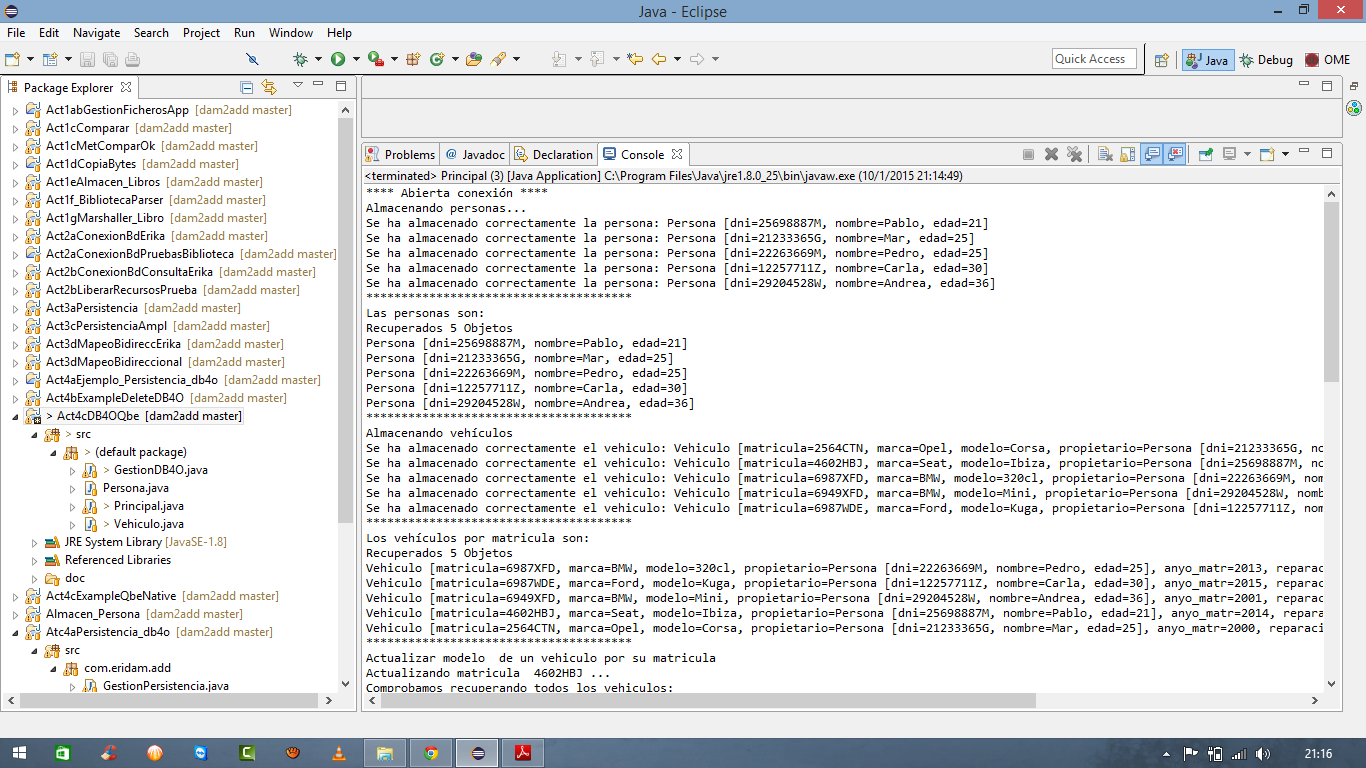 Java - Eclipse
File Edit Navigate Search Project Run Window Help
Quick Access
Java
Debug
OME
Package Explorer
Act1abGestionFicherosApp [dam2add master]
Act1cComparar [dam2add master]
Act1cMetComparOk [dam2add master]
Act1dCopiaBytes [dam2add master]
Act1eAlmacen_Libros [dam2add master]
Act1f_BibliotecaParser [dam2add master]
Act1gMarshaller_Libro [dam2add master]
Act2aConexionBdErika [dam2add master]
Act2aConexionBdPruebasBiblioteca [dam2add master]
Act2bConexionBdConsultaErika [dam2add master]
Act2bLiberarRecursosPrueba [dam2add master]
Act3aPersistencia [dam2add master]
Act3cPersistenciaAmpl [dam2add master]
Act3dMapeoBidireccErika [dam2add master]
Act3dMapeoBidireccional [dam2add master]
Act4aEjemplo_Persistencia_db4o [dam2add master]
Act4bExampleDeleteDB4O [dam2add master]
> Act4cDB4OQbe [dam2add master]
> src
> (default package)
> GestionDB4O.java
Persona.java
> Principal.java
> Vehiculo.java
JRE System Library [JavaSE-1.8]
Referenced Libraries
doc
Act4cExampleQbeNative [dam2add master]
Almacen_Persona [dam2add master]
Atc4aPersistencia_db4o [dam2add master]
src
com.eridam.add
GestionPersistencia.java
Problems @ Javadoc Declaration Console
<terminated> Principal (3) [Java Application] C:\Program Files\Java\jre1.8.0_25\bin\javaw.exe (10/1/2015 21:14:49)
**** Abierta conexión ****
Almacenando personas...
Se ha almacenado correctamente la persona: Persona [dni=25698887M, nombre=Pablo, edad=21]
Se ha almacenado correctamente la persona: Persona [dni=21233365G, nombre=Mar, edad=25]
Se ha almacenado correctamente la persona: Persona [dni=22263669M, nombre=Pedro, edad=25]
Se ha almacenado correctamente la persona: Persona [dni=12257711Z, nombre=Carla, edad=30]
Se ha almacenado correctamente la persona: Persona [dni=29204528W, nombre=Andrea, edad=36]
**************************************
Las personas son:
Recuperados 5 Objetos
Persona [dni=25698887M, nombre=Pablo, edad=21]
Persona [dni=21233365G, nombre=Mar, edad=25]
Persona [dni=22263669M, nombre=Pedro, edad=25]
Persona [dni=12257711Z, nombre=Carla, edad=30]
Persona [dni=29204528W, nombre=Andrea, edad=36]
**************************************
Almacenando vehículos
Se ha almacenado correctamente el vehiculo: Vehiculo [matricula=2564CTN, marca=Opel, modelo=Corsa, propietario=Persona [dni=21233365G, no
Se ha almacenado correctamente el vehiculo: Vehiculo [matricula=4602HBJ, marca=Seat, modelo=Ibiza, propietario=Persona [dni=25698887M, no
Se ha almacenado correctamente el vehiculo: Vehiculo [matricula=6987XFD, marca=BMW, modelo=320cl, propietario=Persona [dni=22263669M, nom
Se ha almacenado correctamente el vehiculo: Vehiculo [matricula=6949XFD, marca=BMW, modelo=Mini, propietario=Persona [dni=29204528W, nomb
Se ha almacenado correctamente el vehiculo: Vehiculo [matricula=6987WDE, marca=Ford, modelo=Kuga, propietario=Persona [dni=12257711Z, nom
**************************************
Los vehículos por matricula son:
Recuperados 5 Objetos
Vehiculo [matricula=6987XFD, marca=BMW, modelo=320cl, propietario=Persona [dni=22263669M, nombre=Pedro, edad=25], anyo_matr=2013, reparac
Vehiculo [matricula=6987WDE, marca=Ford, modelo=Kuga, propietario=Persona [dni=12257711Z, nombre=Carla, edad=30], anyo_matr=2015, reparac
Vehiculo [matricula=6949XFD, marca=BMW, modelo=Mini, propietario=Persona [dni=29204528W, nombre=Andrea, edad=36], anyo_matr=2001, reparac
Vehiculo [matricula=4602HBJ, marca=Seat, modelo=Ibiza, propietario=Persona [dni=25698887M, nombre=Pablo, edad=21], anyo_matr=2014, repara
Vehiculo [matricula=2564CTN, marca=Opel, modelo=Corsa, propietario=Persona [dni=21233365G, nombre=Mar, edad=25], anyo_matr=2000, reparaci
**************************************
Actualizar modelo  de un vehiculo por su matricula
Actualizando matricula  4602HBJ ...
Comprobamos recuperando todos los vehiculos:
21:16